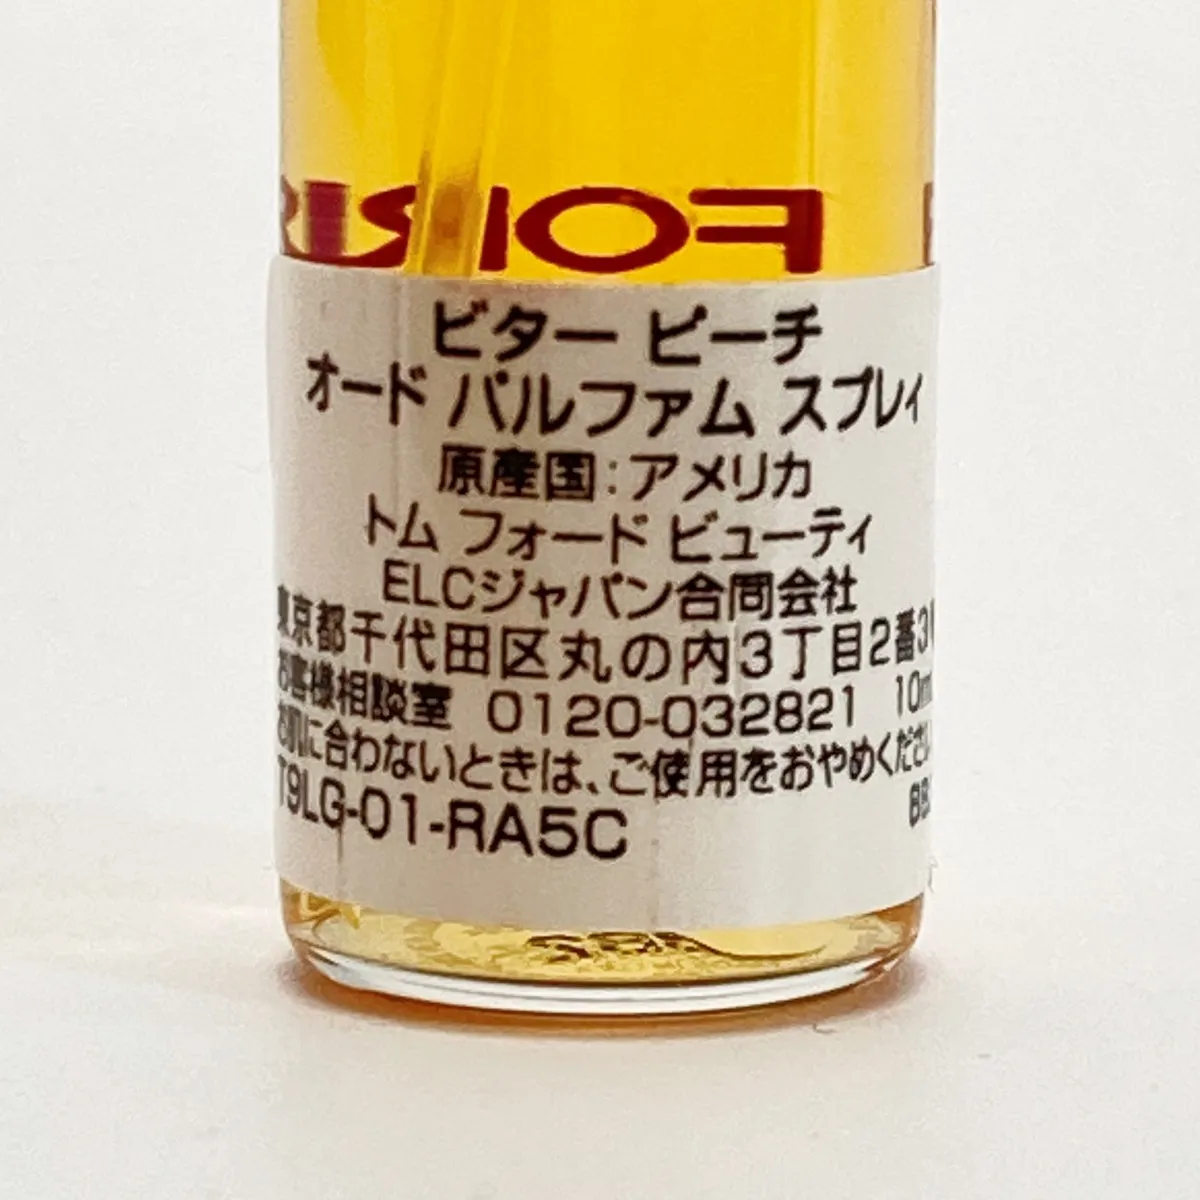 FOR
ビター ピーチ
オード パルファム スプレィ
原産国:アメリカ
トム フォード ビューティ
ELCジャパン合同会社
東京都千代田区丸の内3丁目2番3
お客様相談室 0120-032821 10m
お肌に合わないときは、ご使用をおやめください
T9LG-01-RA5C